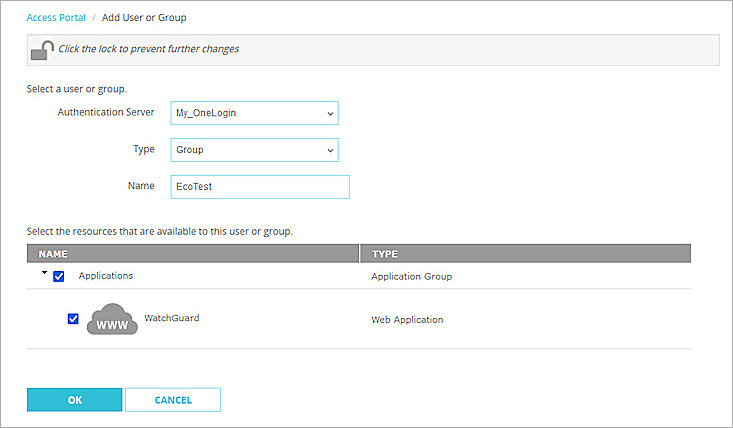 Access Portal / Add User or Group
Click the lock to prevent further changes
Select a user or group.
Authentication Server My_OneLogin
Type Group
Name EcoTest
Select the resources that are available to this user or group.
NAME TYPE
Applications Application Group
WWW WatchGuard Web Application
OK CANCEL